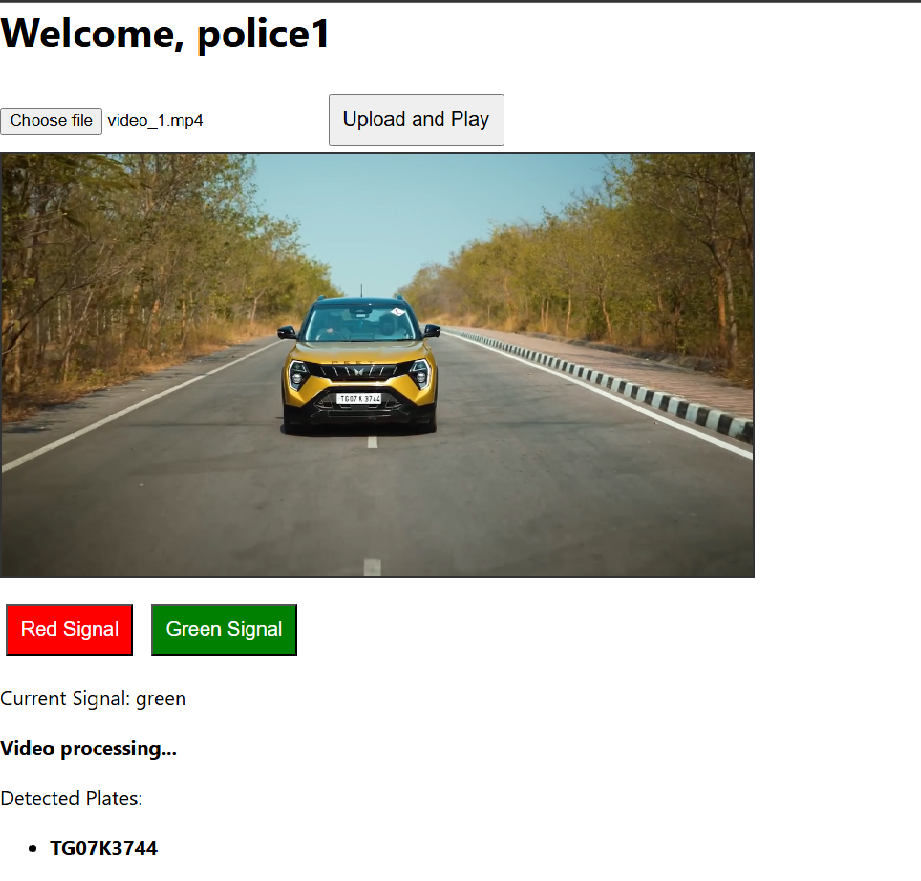 Welcome, police1
Choose file video_1.mp4 Upload and Play
TG07K 3744
Red Signal Green Signal
Current Signal: green
Video processing...
Detected Plates:
• TG07K3744